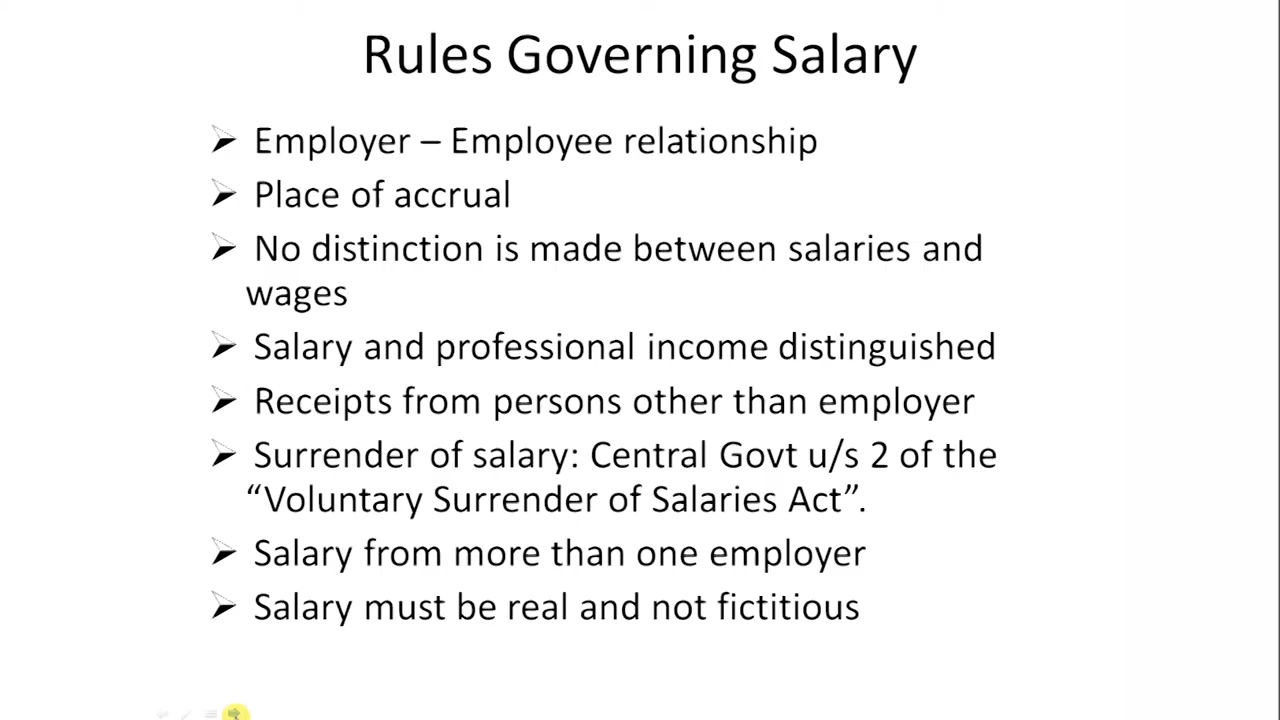 Rules Governing Salary
➢ Employer – Employee relationship
➢ Place of accrual
➢ No distinction is made between salaries and
wages
➢ Salary and professional income distinguished
➢ Receipts from persons other than employer
➢ Surrender of salary: Central Govt u/s 2 of the
“Voluntary Surrender of Salaries Act”.
➢ Salary from more than one employer
➢ Salary must be real and not fictitious